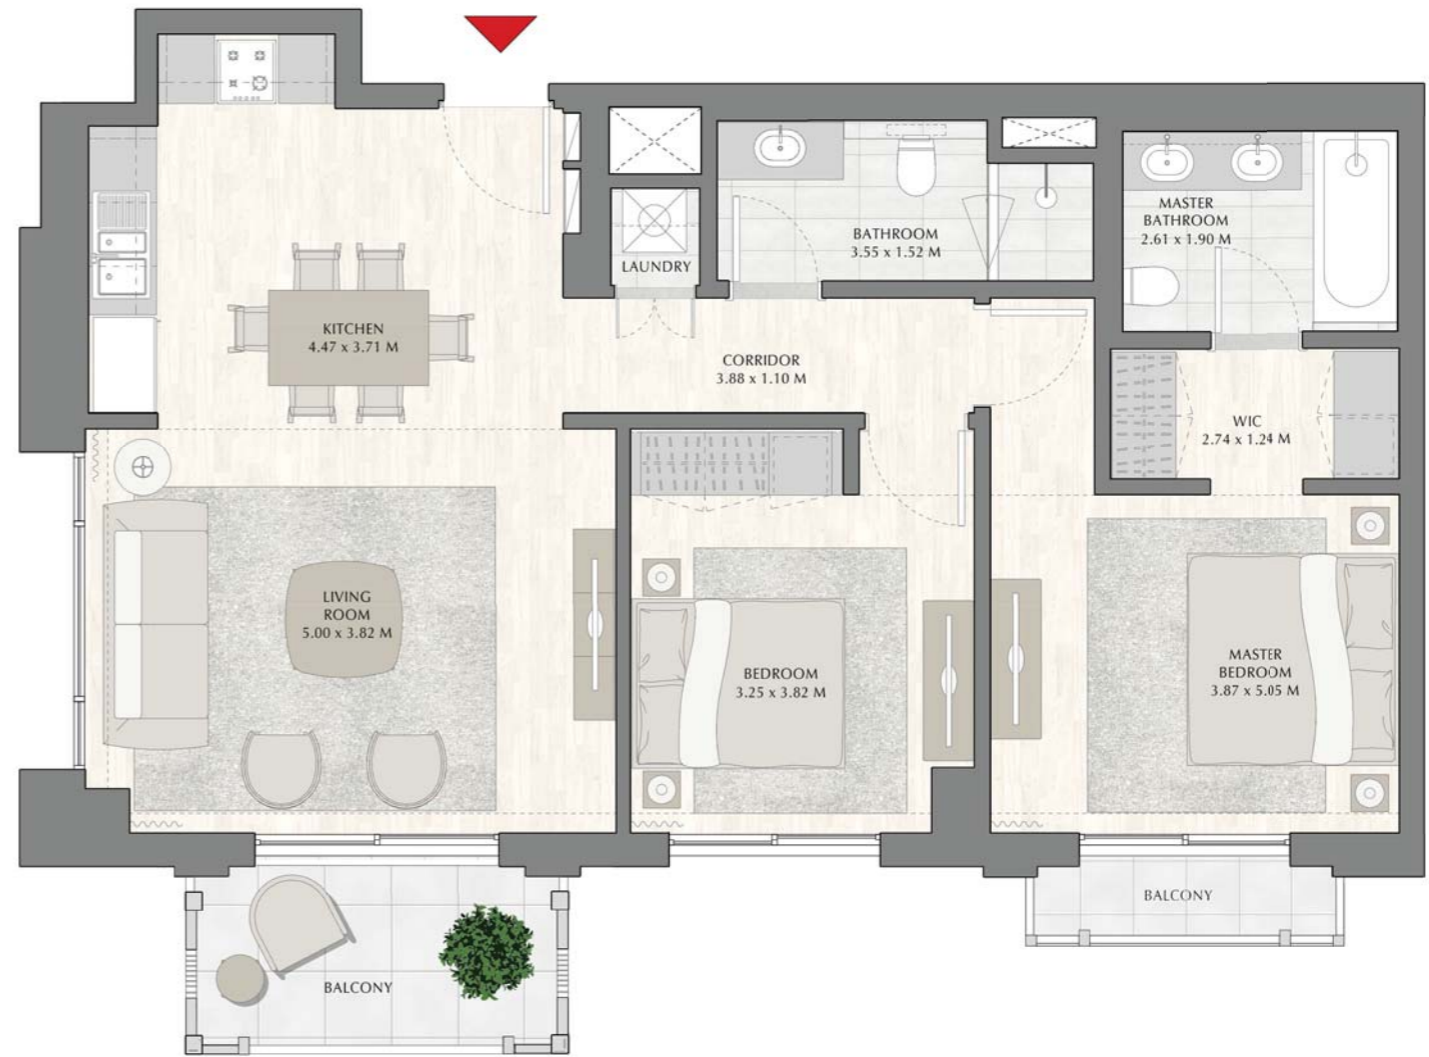 MASTER
BATHROOM
2.61 x 1.90 M
BATHROOM
3.55 x 1.52 M
LAUNDRY
KITCHEN
4.47 x 3.71 M
CORRIDOR
3.88 x 1.10 M
WIC
2.74 x 1.24 M
LIVING
ROOM
5.00 x 3.82 M
BEDROOM
3.25 x 3.82 M
MASTER
BEDROOM
3.87 x 5.05 M
BALCONY
BALCONY